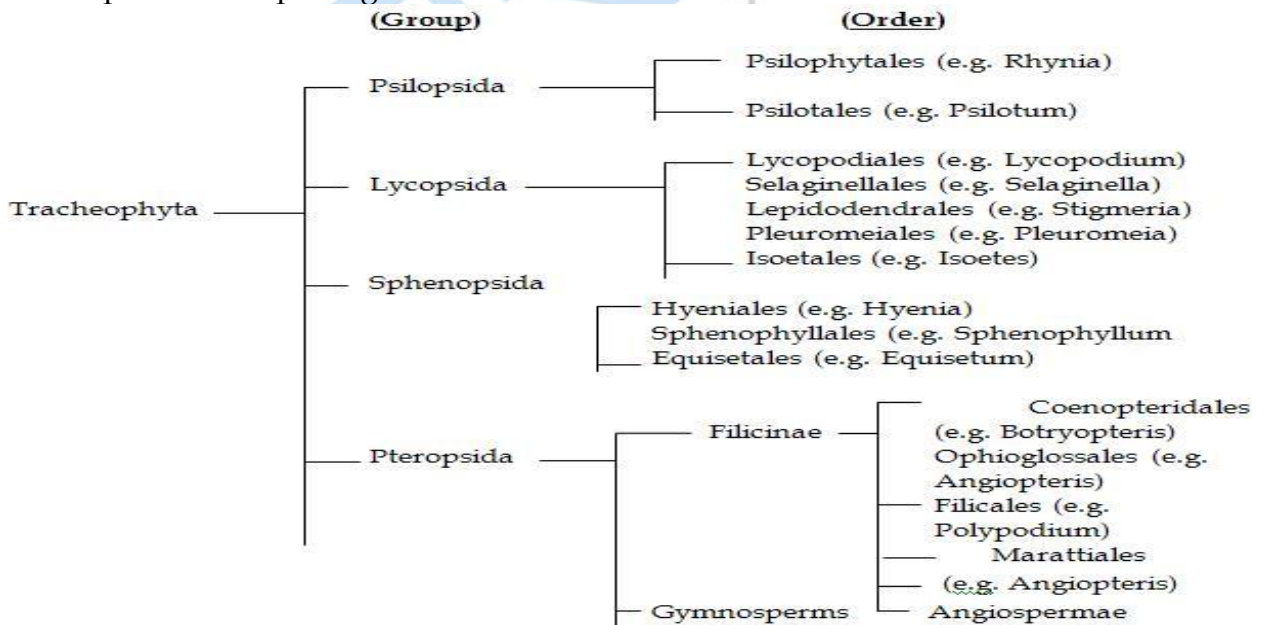 (Group) (Order)
Psilophytales (e.g. Rhynia)
Psilopsida
Psilotales (e.g. Psilotum)
Lycopodiales (e.g. Lycopodium)
Lycopsida
Selaginellales (e.g. Selaginella)
Tracheophyta
Lepidodendrales (e.g. Stigmeria)
Pleuromeiales (e.g. Pleuromeia)
Isoetales (e.g. Isoetes)
Sphenopsida
Hyeniales (e.g. Hyenia)
Sphenophyllales (e.g. Sphenophyllum
Equisetales (e.g. Equisetum)
Coenopteridales
Filicinae
(e.g. Botryopteris)
Pteropsida
Ophioglossales (e.g.
Angiopteris)
Filicales (e.g.
Polypodium)
Marattiales
(e.g. Angiopteris)
Gymnosperms
Angiospermae